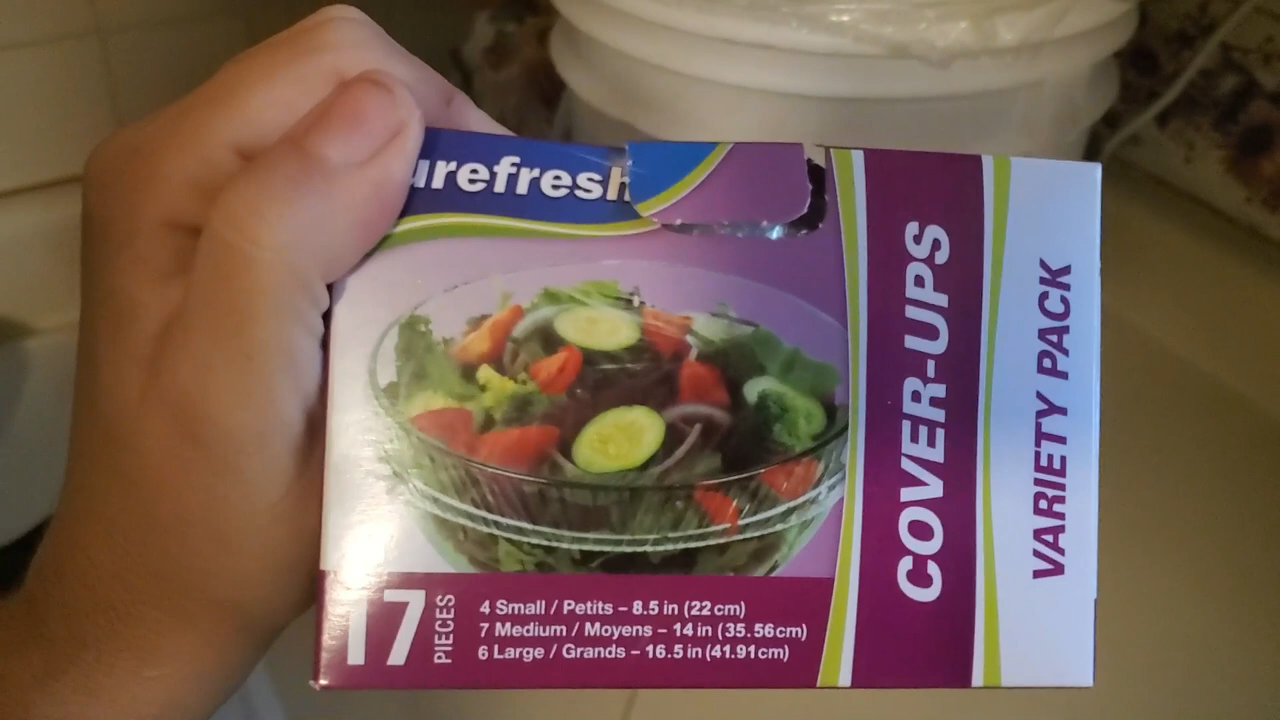 urefresh
17
PIECES
4 Small / Petits – 8.5 in (22 cm)
7 Medium / Moyens – 14 in (35.56cm)
6 Large / Grands – 16.5 in (41.91cm)
COVER-UPS
VARIETY PACK